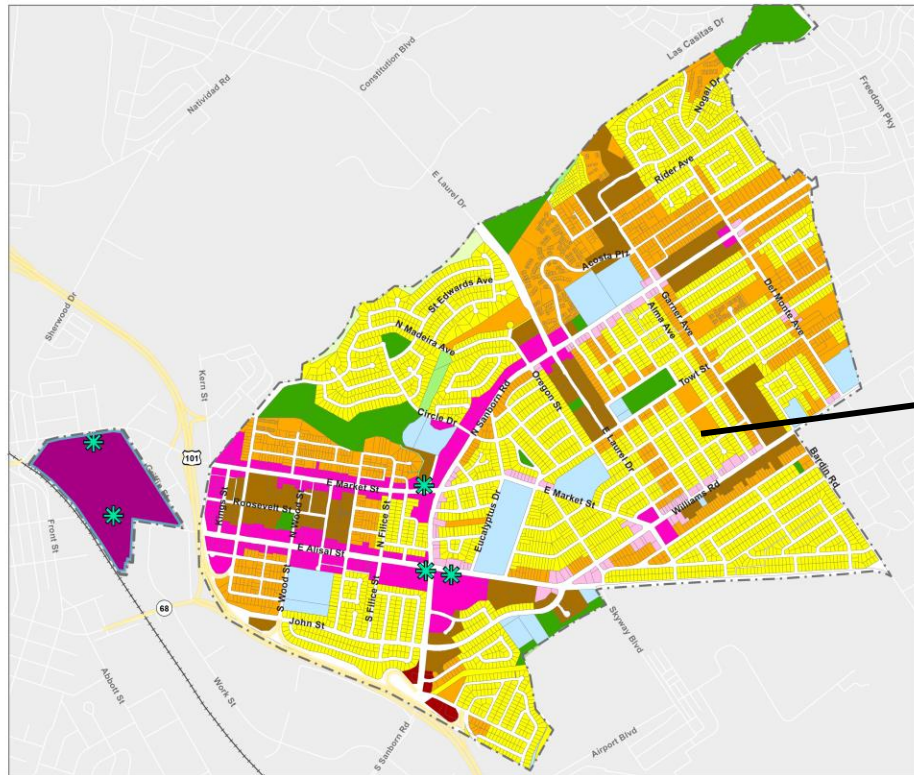 Las Casitas Dr
Constitution Blvd
Natividad Rd
Freedom Pky
Nogal Dr
E Laurel Dr
Rider Ave
Acosta Plz
St Edwards Ave
Sherwood Dr
N Madeira Ave
Garner Ave
Del Monte Ave
Alma Ave
Kern St
Towt St
Oregon St
N Sanborn Rd
Circle Dr
E Laurel Dr
101
E Market St
E Market St
Bardin Rd
Williams Rd
Kings St
Roosevelt St
N Wood St
N Filice St
Eucalyptus Dr
Front St
E Alisal St
S Wood St
S Filice St
68
John St
Skyway Blvd
Abbott St
Work St
S Sanborn Rd
Airport Blvd